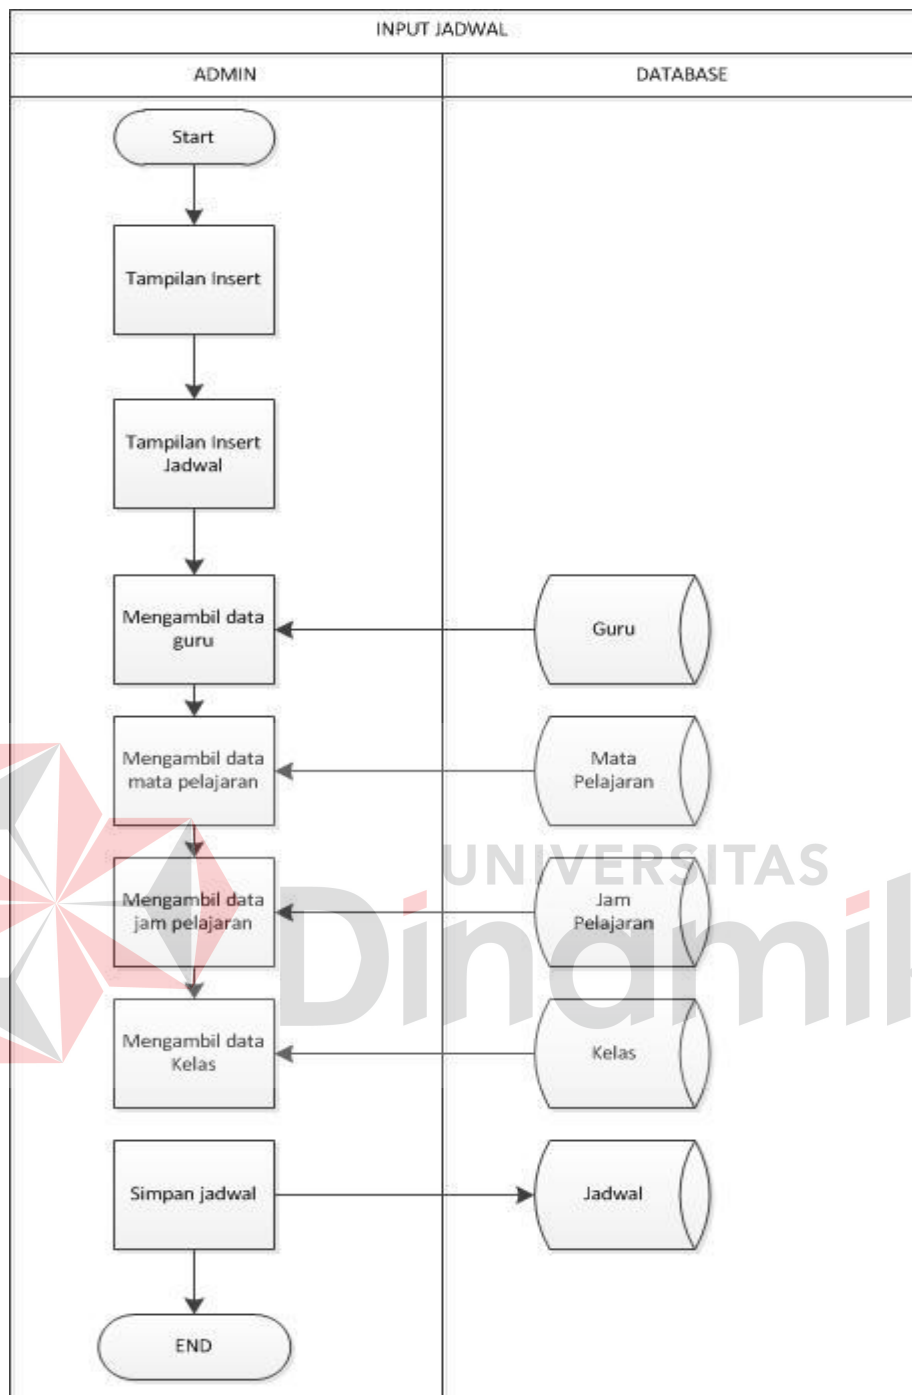 INPUT JADWAL
ADMIN
DATABASE
Start
Tampilan Insert
Tampilan Insert
Jadwal
Mengambil data
guru
Guru
Mengambil data
mata pelajaran
Mata
Pelajaran
UNIVERSITAS
Dinamik
Mengambil data
jam pelajaran
Jam
Pelajaran
Mengambil data
Kelas
Kelas
Simpan jadwal
Jadwal
END